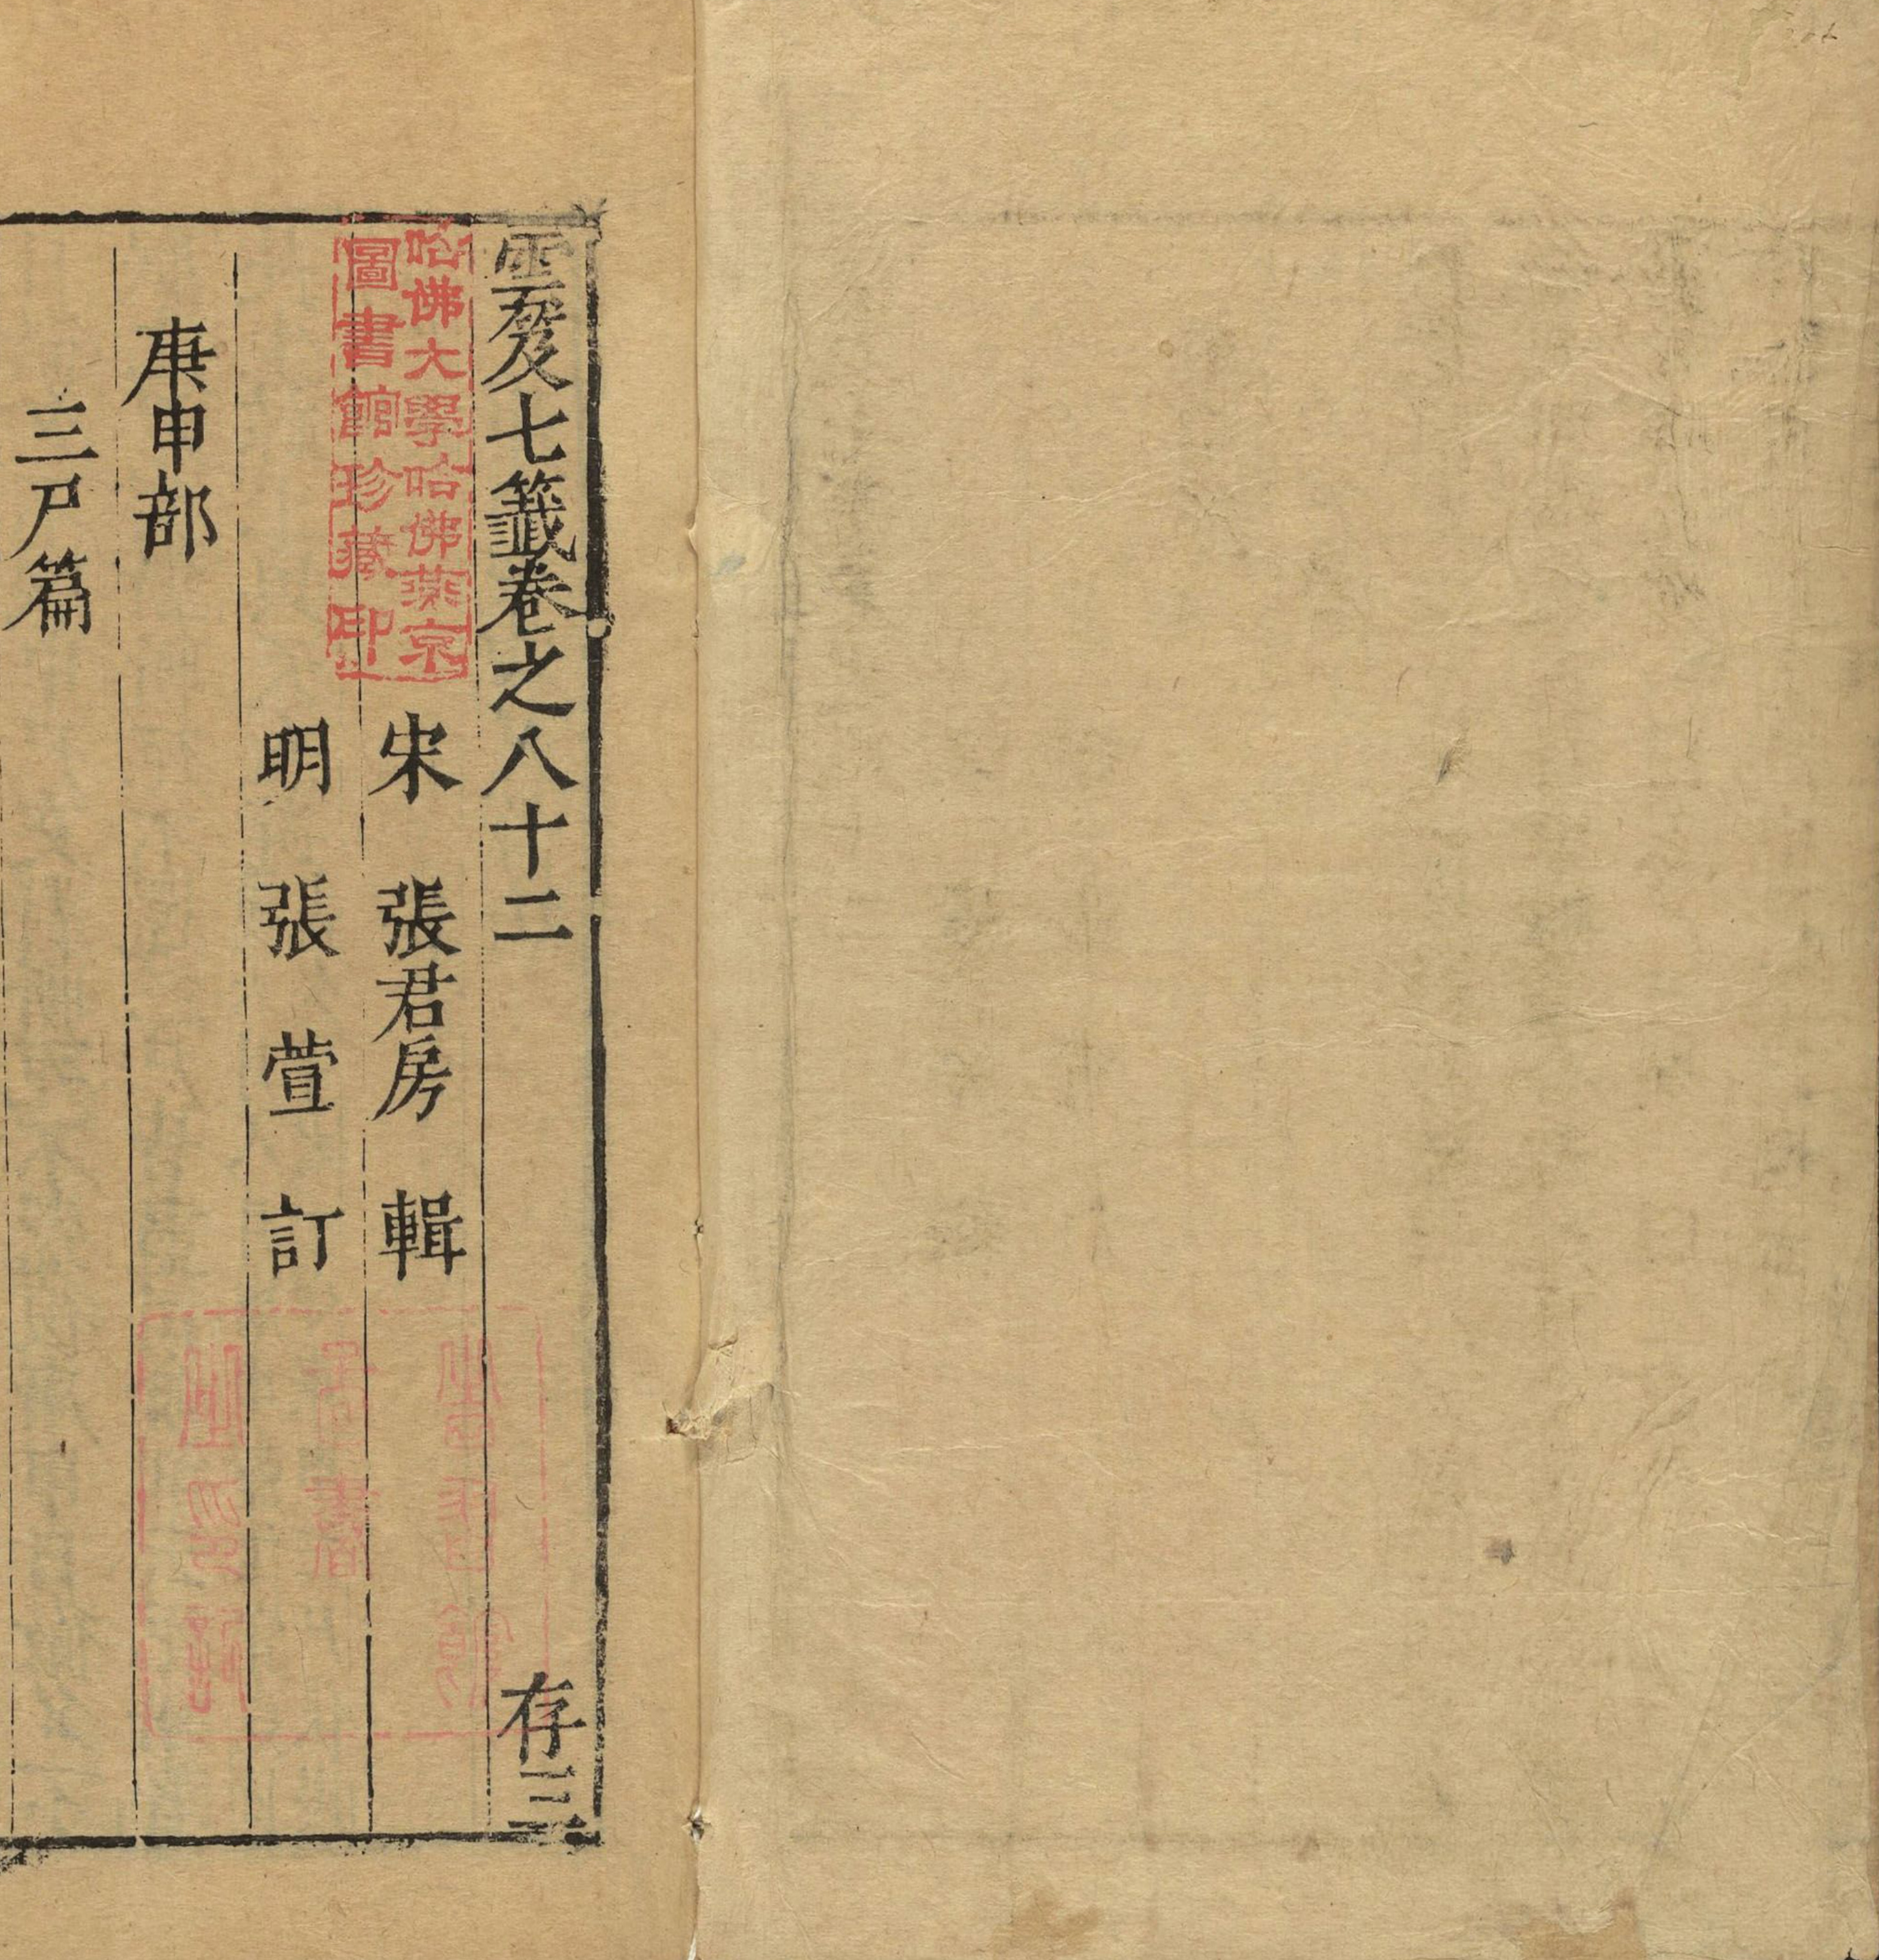 雲笈七籤卷之八十二 存三
哈佛大學哈佛燕京
圖書館珍藏印
宋 張君房 輯
明 張萱 訂
庚申部
三尸篇